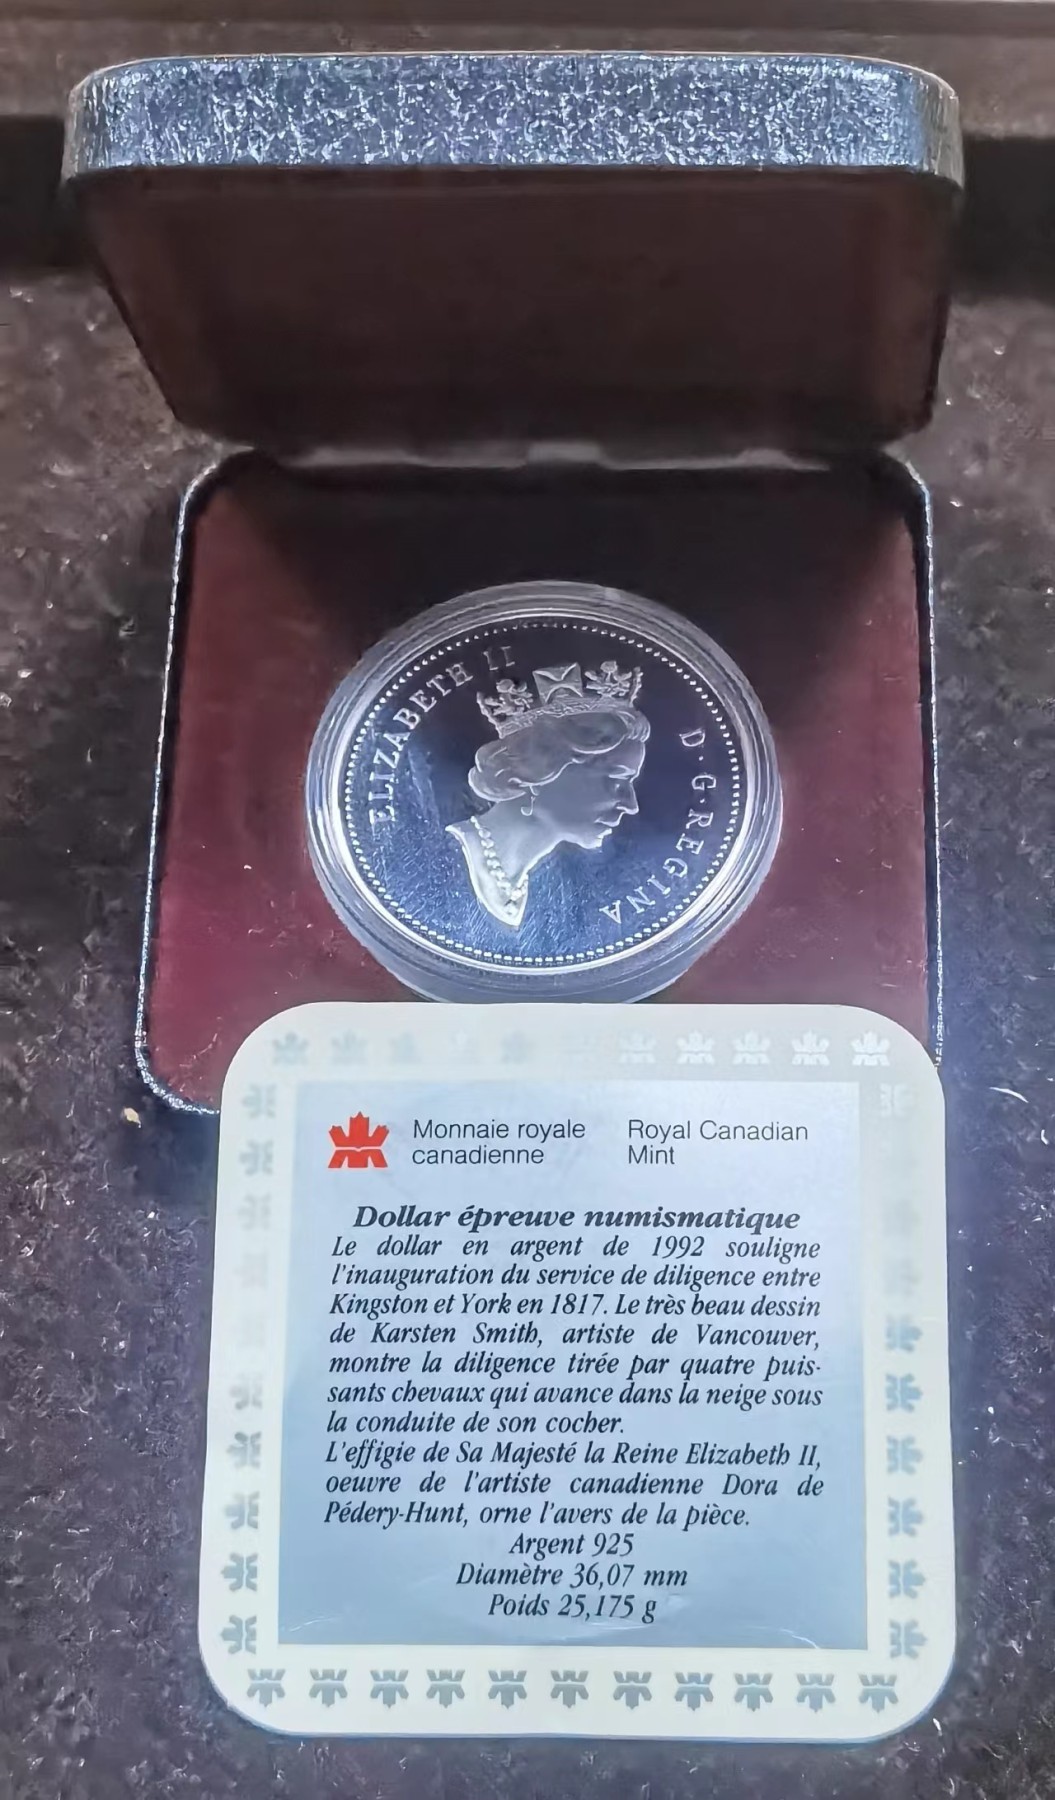 ELIZABETH II
D·G·REGINA
Monnaie royale canadienne
Royal Canadian Mint
Dollar épreuve numismatique
Le dollar en argent de 1992 souligne
l'inauguration du service de diligence entre
Kingston et York en 1817. Le très beau dessin
de Karsten Smith, artiste de Vancouver,
montre la diligence tirée par quatre puis-
sants chevaux qui avance dans la neige sous
la conduite de son cocher.
L'effigie de Sa Majesté la Reine Elizabeth II,
oeuvre de l'artiste canadienne Dora de
Pédery-Hunt, orne l'avers de la pièce.
Argent 925
Diamètre 36,07 mm
Poids 25,175 g